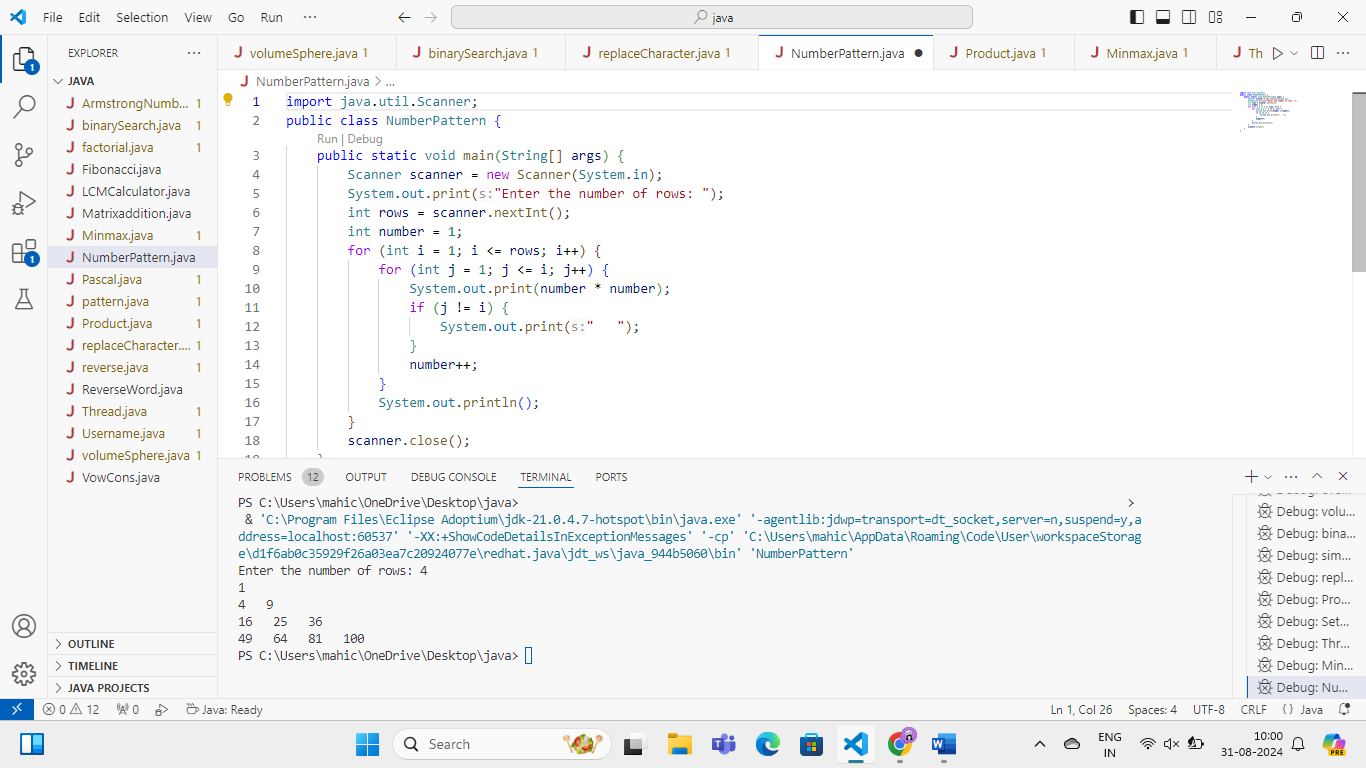 File Edit Selection View Go Run ··· java
EXPLORER ···
JAVA
J ArmstrongNumb... 1
J binarySearch.java 1
J factorial.java 1
J Fibonacci.java
J LCMCalculator.java
J Matrixaddition.java
J Minmax.java 1
J NumberPattern.java
J Pascal.java 1
J pattern.java 1
J Product.java 1
J replaceCharacter.... 1
J reverse.java 1
J ReverseWord.java
J Thread.java 1
J Username.java 1
J volumeSphere.java 1
J VowCons.java
OUTLINE
TIMELINE
JAVA PROJECTS
1
1
J volumeSphere.java 1 J binarySearch.java 1 J replaceCharacter.java 1 J NumberPattern.java ● J Product.java 1 J Minmax.java 1 J Th ···
J NumberPattern.java > ...
1 import java.util.Scanner;
2 public class NumberPattern {
Run | Debug
3 public static void main(String[] args) {
4 Scanner scanner = new Scanner(System.in);
5 System.out.print(s:"Enter the number of rows: ");
6 int rows = scanner.nextInt();
7 int number = 1;
8 for (int i = 1; i <= rows; i++) {
9 for (int j = 1; j <= i; j++) {
10 System.out.print(number * number);
11 if (j != i) {
12 System.out.print(s:"   ");
13 }
14 number++;
15 }
16 System.out.println();
17 }
18 scanner.close();
PROBLEMS 12 OUTPUT DEBUG CONSOLE TERMINAL PORTS
PS C:\Users\mahic\OneDrive\Desktop\java> >
& 'C:\Program Files\Eclipse Adoptium\jdk-21.0.4.7-hotspot\bin\java.exe' '-agentlib:jdwp=transport=dt_socket,server=n,suspend=y,a
ddress=localhost:60537' '-XX:+ShowCodeDetailsInExceptionMessages' '-cp' 'C:\Users\mahic\AppData\Roaming\Code\User\workspaceStorag
e\d1f6ab0c35929f26a03ea7c20924077e\redhat.java\jdt_ws\java_944b5060\bin' 'NumberPattern'
Enter the number of rows: 4
1
4   9
16   25   36
49   64   81   100
PS C:\Users\mahic\OneDrive\Desktop\java>
Debug: volu...
Debug: bina...
Debug: sim...
Debug: repl...
Debug: Pro...
Debug: Set...
Debug: Thr...
Debug: Min...
Debug: Nu...
0 12 0 Java: Ready Ln 1, Col 26 Spaces: 4 UTF-8 CRLF {} Java
Search ENG
IN 10:00
31-08-2024 PRE